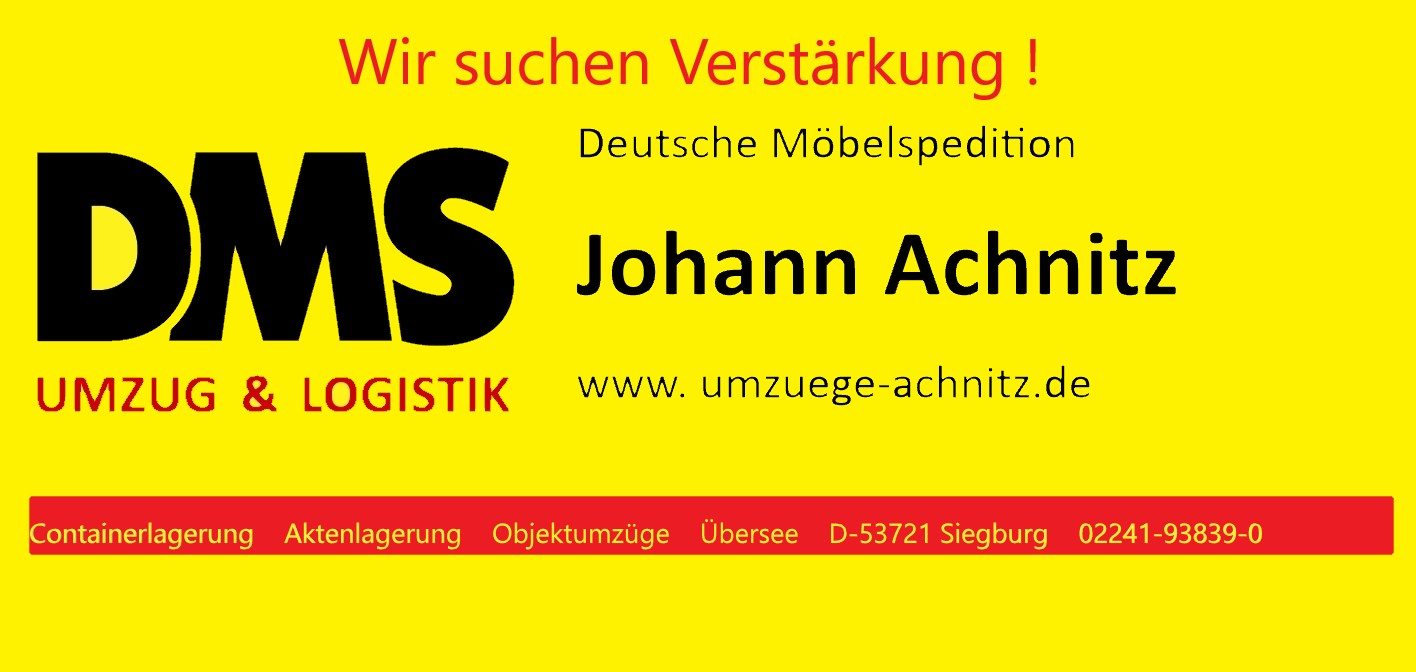 Wir suchen Verstärkung !
DMS
UMZUG & LOGISTIK
Deutsche Möbelspedition
Johann Achnitz
www. umzuege-achnitz.de
Containerlagerung Aktenlagerung Objektumzüge Übersee D-53721 Siegburg 02241-93839-0